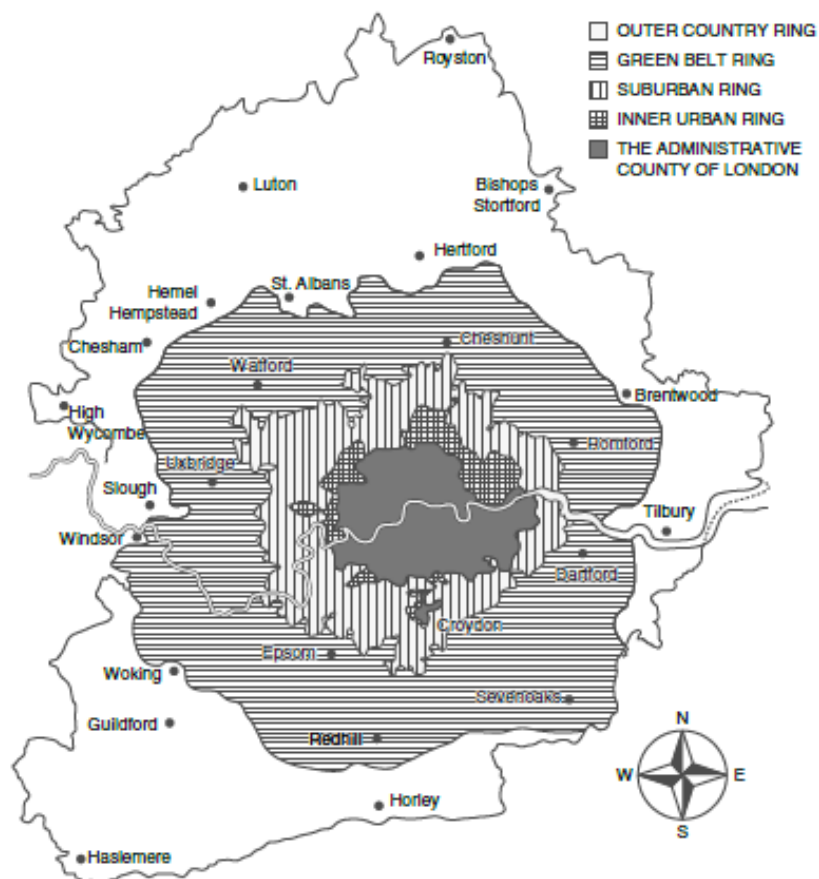 OUTER COUNTRY RING
GREEN BELT RING
SUBURBAN RING
INNER URBAN RING
THE ADMINISTRATIVE
COUNTY OF LONDON
Royston
Luton
Bishops
Stortford
Hertford
St. Albans
Hemel
Hempstead
Chesham
Cheshunt
Watford
Brentwood
High
Wycombe
Romford
Uxbridge
Slough
Tilbury
Windsor
Dartford
Croydon
Epsom
Woking
Sevenoaks
Guildford
Redhill
N
W
E
S
Horley
Haslemere